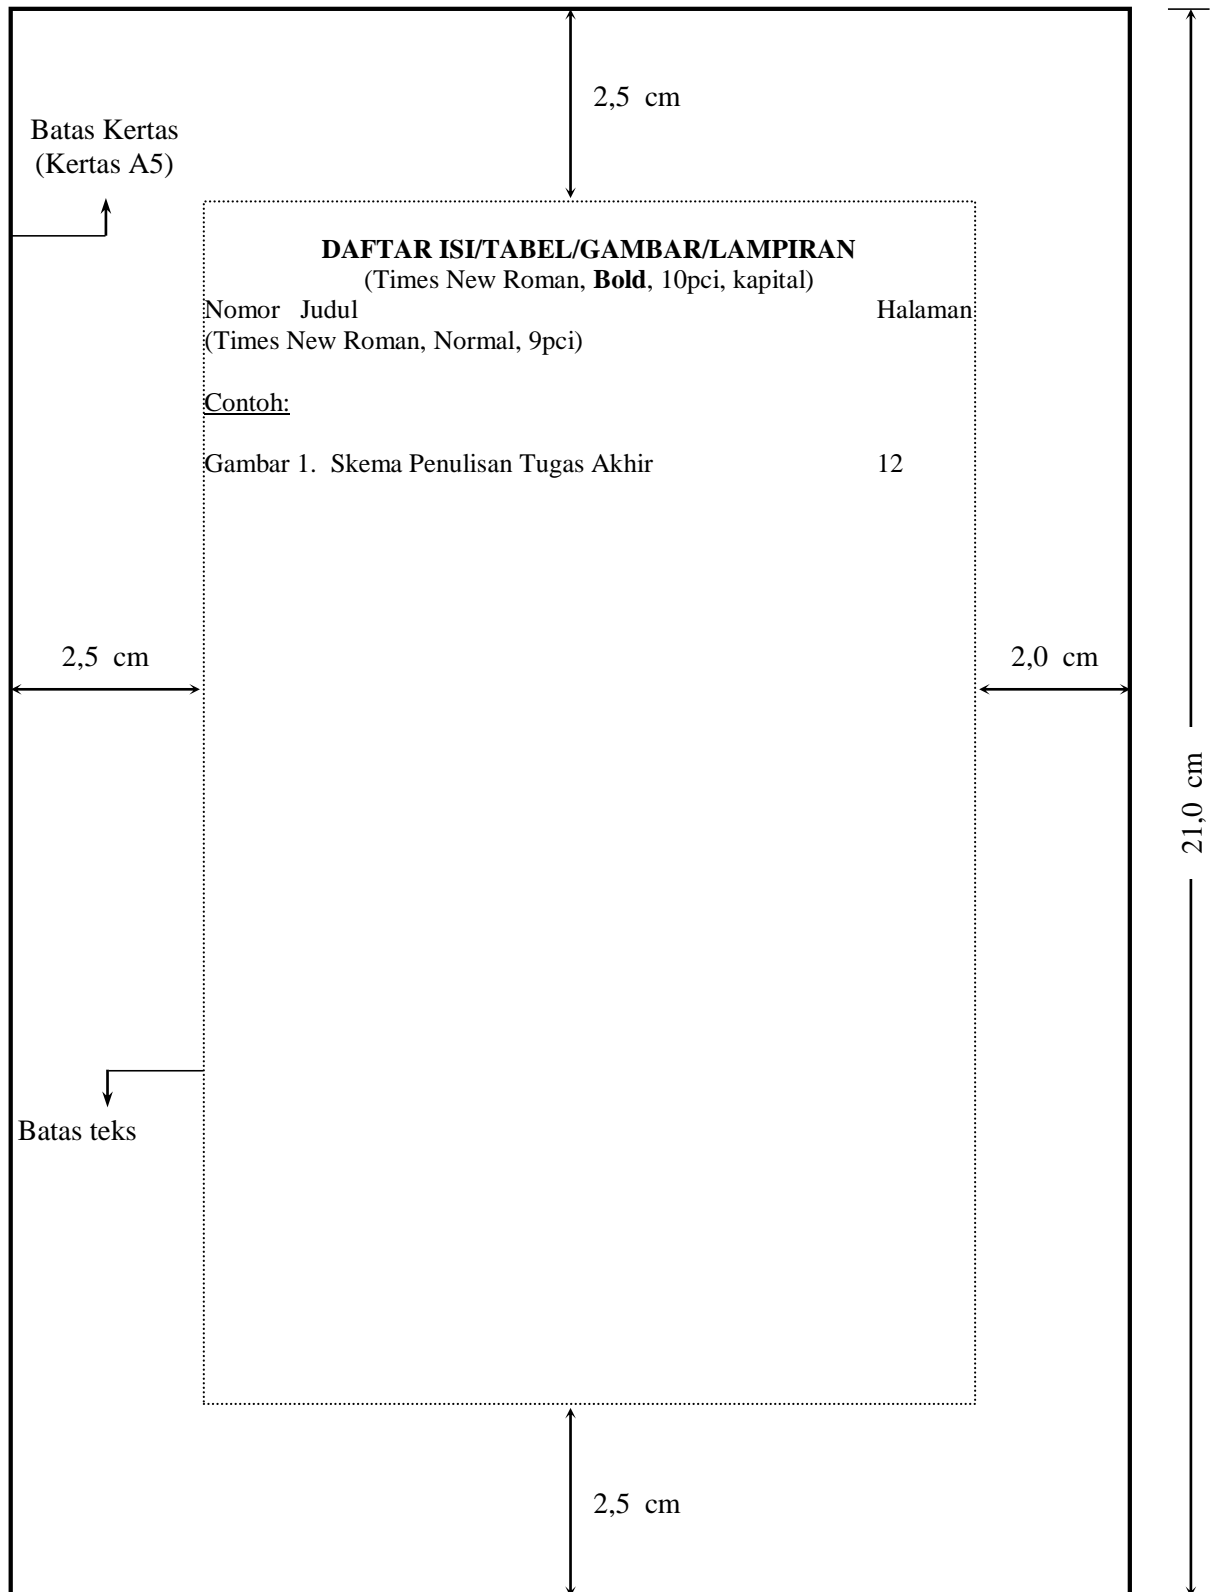 2,5 cm
Batas Kertas
(Kertas A5)
DAFTAR ISI/TABEL/GAMBAR/LAMPIRAN
(Times New Roman, Bold, 10pci, kapital)
Nomor Judul Halaman
(Times New Roman, Normal, 9pci)
Contoh:
Gambar 1. Skema Penulisan Tugas Akhir 12
2,5 cm
2,0 cm
21,0 cm
Batas teks
2,5 cm